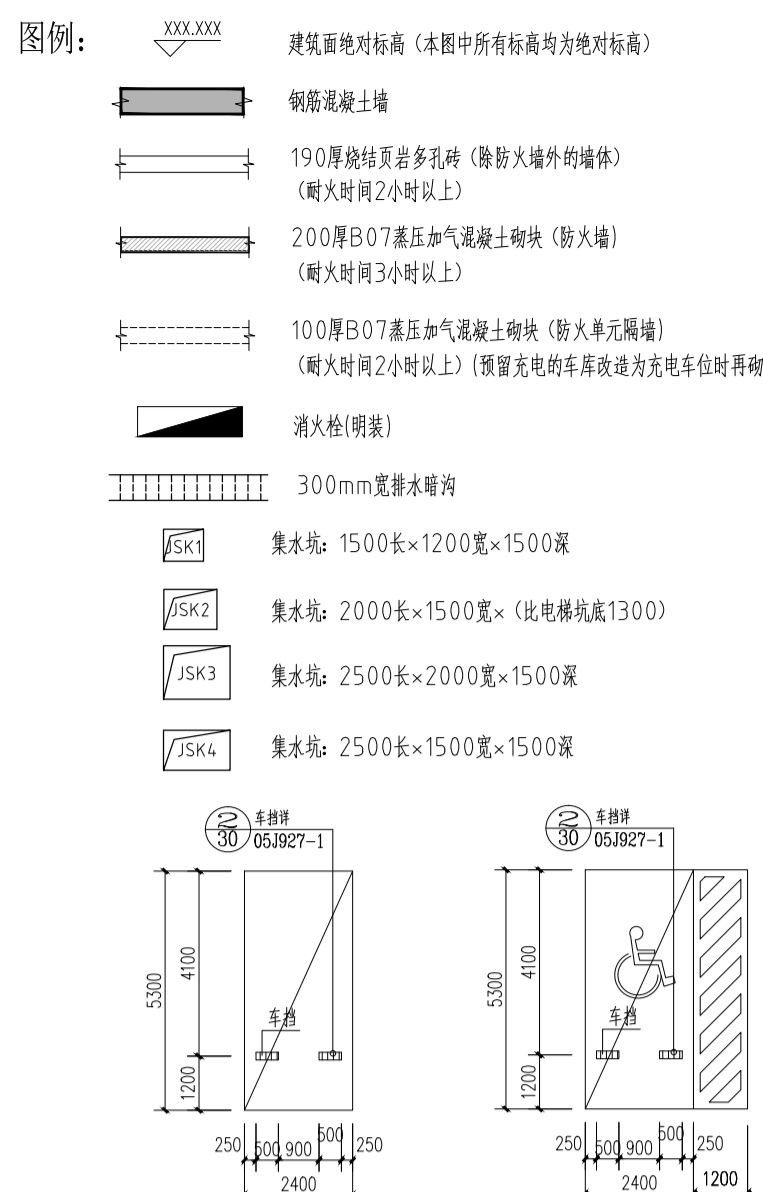 图例：
XXX.XXX
建筑面绝对标高（本图中所有标高均为绝对标高）
钢筋混凝土墙
190厚烧结页岩多孔砖（除防火墙外的墙体）
（耐火时间2小时以上）
200厚B07蒸压加气混凝土砌块（防火墙）
（耐火时间3小时以上）
100厚B07蒸压加气混凝土砌块（防火单元隔墙）
（耐火时间2小时以上）(预留充电的车库改造为充电车位时再砌
消火栓(明装)
300mm宽排水暗沟
JSK1
集水坑：1500长×1200宽×1500深
JSK2
集水坑：2000长×1500宽×（比电梯坑底1300）
JSK3
集水坑：2500长×2000宽×1500深
JSK4
集水坑：2500长×1500宽×1500深
2
30
车挡详
05J927-1
5300
4100
1200
车挡
250
500
900
500
250
2400
2
30
车挡详
05J927-1
5300
4100
1200
车挡
250
500
900
500
250
2400
1200